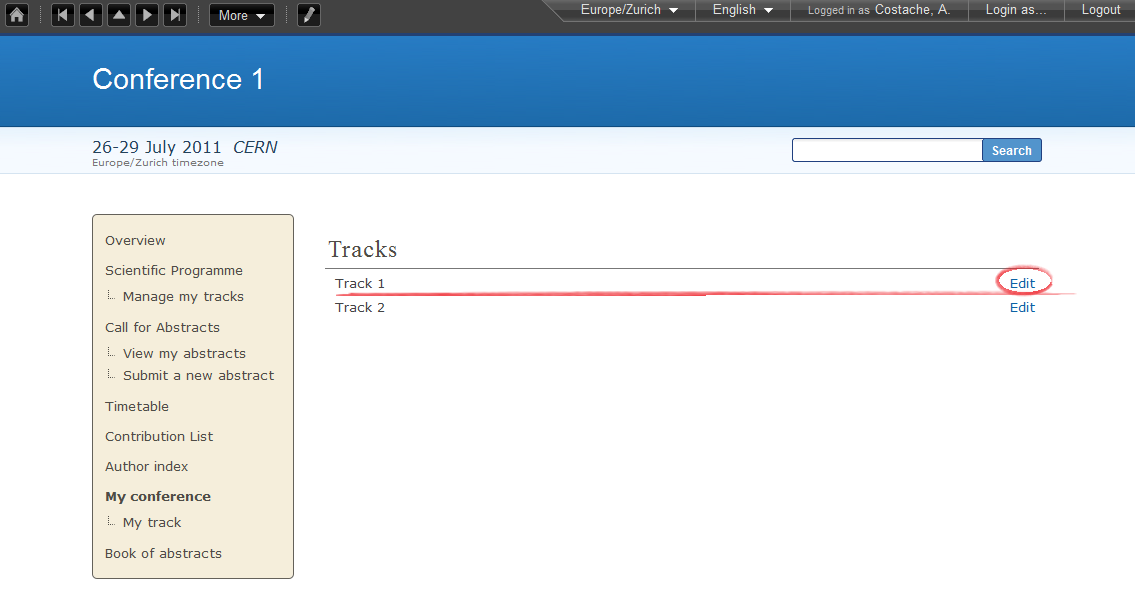 More
Europe/Zurich
English
Logged in as Costache, A.
Login as...
Logout
Conference 1
26-29 July 2011 CERN
Europe/Zurich timezone
Search
Overview
Scientific Programme
Manage my tracks
Call for Abstracts
View my abstracts
Submit a new abstract
Timetable
Contribution List
Author index
My conference
My track
Book of abstracts
Tracks
Track 1 Edit
Track 2 Edit